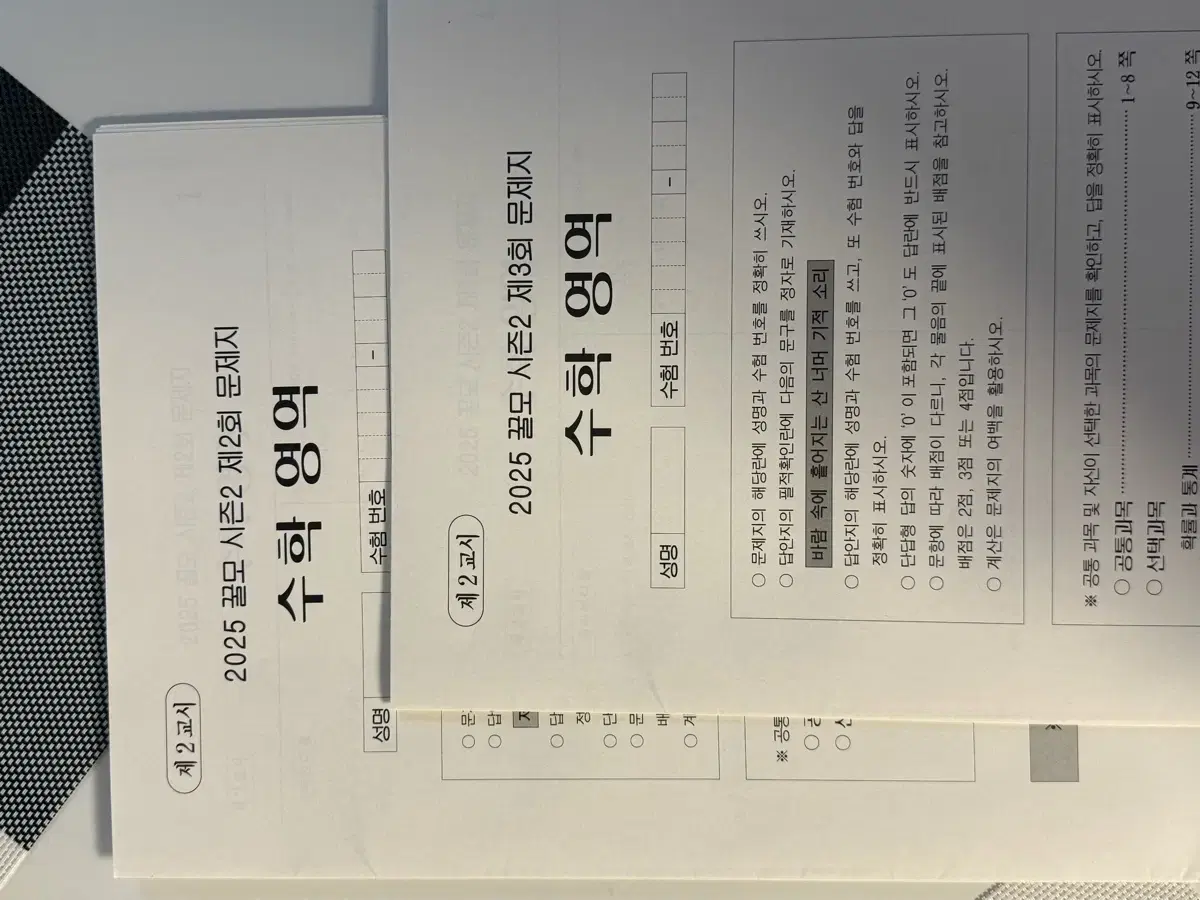 제 2 교시
2025 꿀모 시즌2 제2회 문제지
수학 영역
성명
수험 번호
–
제 2 교시
2025 꿀모 시즌2 제3회 문제지
수학 영역
성명
수험 번호
–
○ 문제지의 해당란에 성명과 수험 번호를 정확히 쓰시오.
○ 답안지의 필적확인란에 다음의 문구를 정자로 기재하시오.
바람 속에 흩어지는 산 너머 기적 소리
○ 답안지의 해당란에 성명과 수험 번호를 쓰고, 또 수험 번호와 답을
정확히 표시하시오.
○ 단답형 답의 숫자에 '0' 이 포함되면 그 '0' 도 답란에 반드시 표시하시오.
○ 문항에 따라 배점이 다르니, 각 물음의 끝에 표시된 배점을 참고하시오.
배점은 2점, 3점 또는 4점입니다.
○ 계산은 문제지의 여백을 활용하시오.
※ 공통 과목 및 자신이 선택한 과목의 문제지를 확인하고, 답을 정확히 표시하시오.
○ 공통과목 1~8 쪽
○ 선택과목
확률과 통계 9~12 쪽
○ 문
○ 답
○ 답
정
○ 단
○ 문
배
○ 계
※ 공통